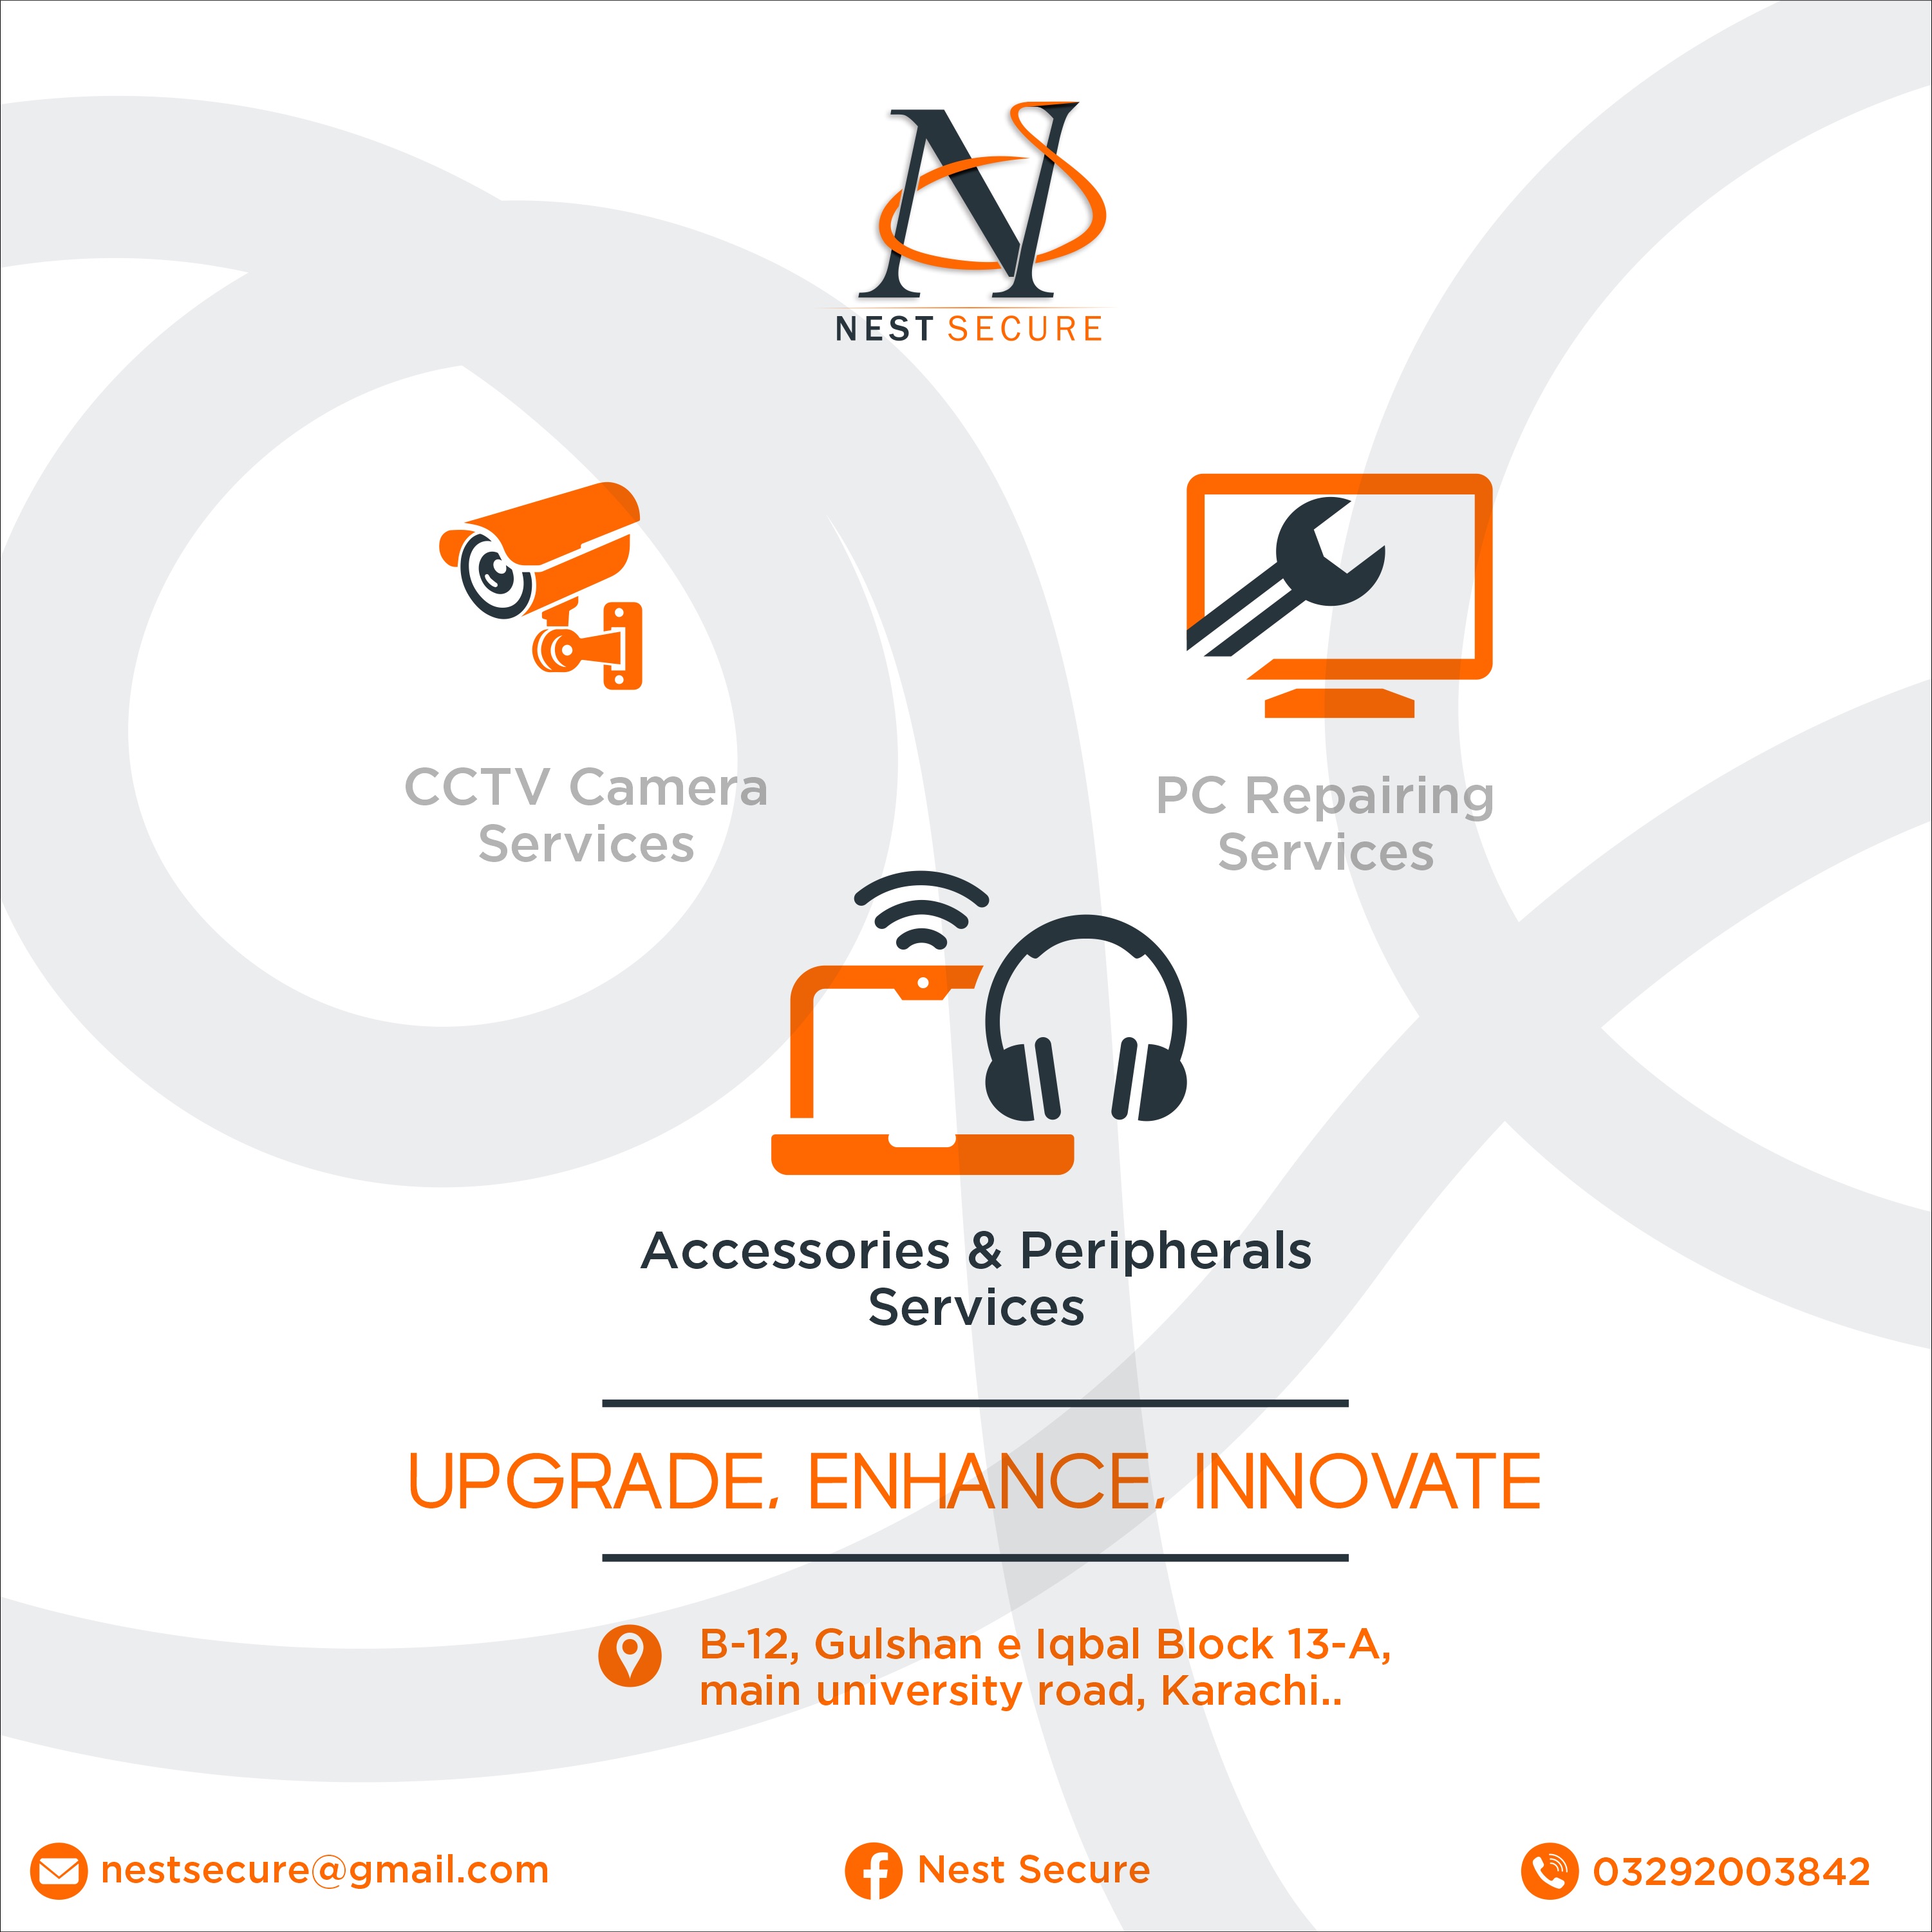 NEST SECURE
CCTV Camera
Services
PC Repairing
Services
Accessories & Peripherals
Services
UPGRADE, ENHANCE, INNOVATE
B-12, Gulshan e Iqbal Block 13-A,
main university road, Karachi..
nestsecure@gmail.com
Nest Secure
032920003842